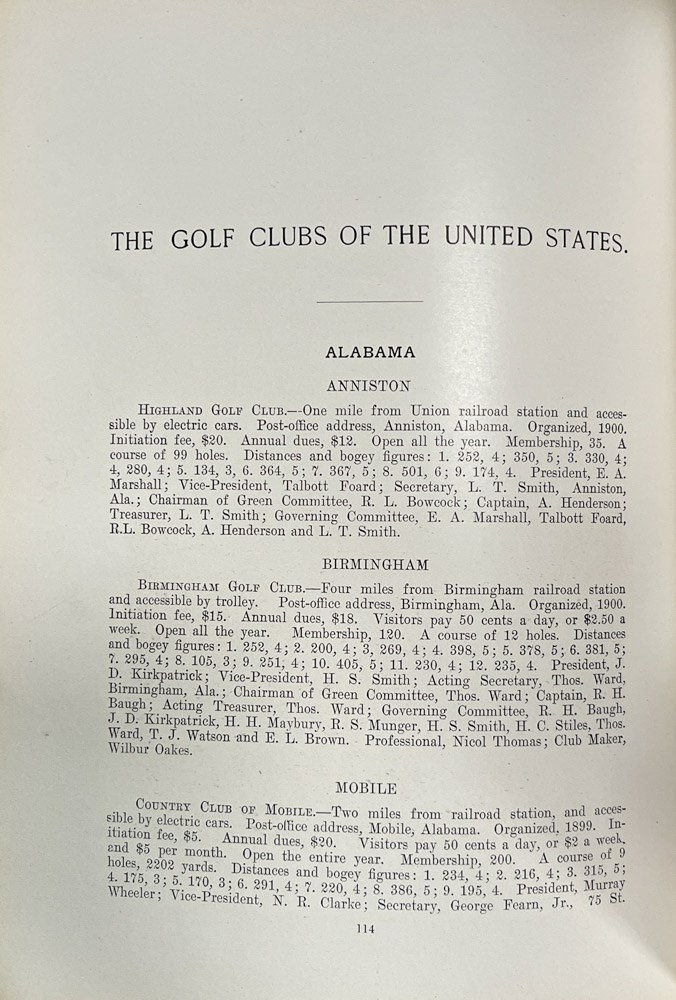 THE GOLF CLUBS OF THE UNITED STATES.
ALABAMA
ANNISTON
HIGHLAND GOLF CLUB.—One mile from Union railroad station and acces-
sible by electric cars. Post-office address, Anniston, Alabama. Organized, 1900.
Initiation fee, $20. Annual dues, $12. Open all the year. Membership, 35. A
course of 99 holes. Distances and bogey figures: 1. 252, 4; 350, 5; 3. 330, 4;
4, 280, 4; 5. 134, 3, 6. 364, 5; 7. 367, 5; 8. 501, 6; 9. 174, 4. President, E. A.
Marshall; Vice-President, Talbott Foard; Secretary, L. T. Smith, Anniston,
Ala.; Chairman of Green Committee, R. L. Bowcock; Captain, A. Henderson;
Treasurer, L. T. Smith; Governing Committee, E. A. Marshall, Talbott Foard,
R.L. Bowcock, A. Henderson and L. T. Smith.
BIRMINGHAM
BIRMINGHAM GOLF CLUB.—Four miles from Birmingham railroad station
and accessible by trolley. Post-office address, Birmingham, Ala. Organized, 1900.
Initiation fee, $15. Annual dues, $18. Visitors pay 50 cents a day, or $2.50 a
week. Open all the year. Membership, 120. A course of 12 holes. Distances
and bogey figures: 1. 252, 4; 2. 200, 4; 3, 269, 4; 4. 398, 5; 5. 378, 5; 6. 381, 5;
7. 295, 4; 8. 105, 3; 9. 251, 4; 10. 405, 5; 11. 230, 4; 12. 235, 4. President, J.
D. Kirkpatrick; Vice-President, H. S. Smith; Acting Secretary, Thos. Ward,
Birmingham, Ala.; Chairman of Green Committee, Thos. Ward; Captain, R. H.
Baugh; Acting Treasurer, Thos. Ward; Governing Committee, R. H. Baugh,
J. D. Kirkpatrick, H. H. Maybury, R. S. Munger, H. S. Smith, H. C. Stiles, Thos.
Ward, T. J. Watson and E. L. Brown. Professional, Nicol Thomas; Club Maker,
Wilbur Oakes.
MOBILE
COUNTRY CLUB OF MOBILE.—Two miles from railroad station, and acces-
sible by electric cars. Post-office address, Mobile, Alabama. Organized, 1899. In-
itiation fee, $5. Annual dues, $20. Visitors pay 50 cents a day, or $2 a week,
and $5 per month. Open the entire year. Membership, 200. A course of 9
holes, 2202 yards. Distances and bogey figures: 1. 234, 4; 2. 216, 4; 3. 315, 5;
4. 175, 3; 5. 170, 3; 6. 291, 4; 7. 220, 4; 8. 386, 5; 9. 195, 4. President, Murray
Wheeler; Vice-President, N. R. Clarke; Secretary, George Fearn, Jr., 75 St.
114